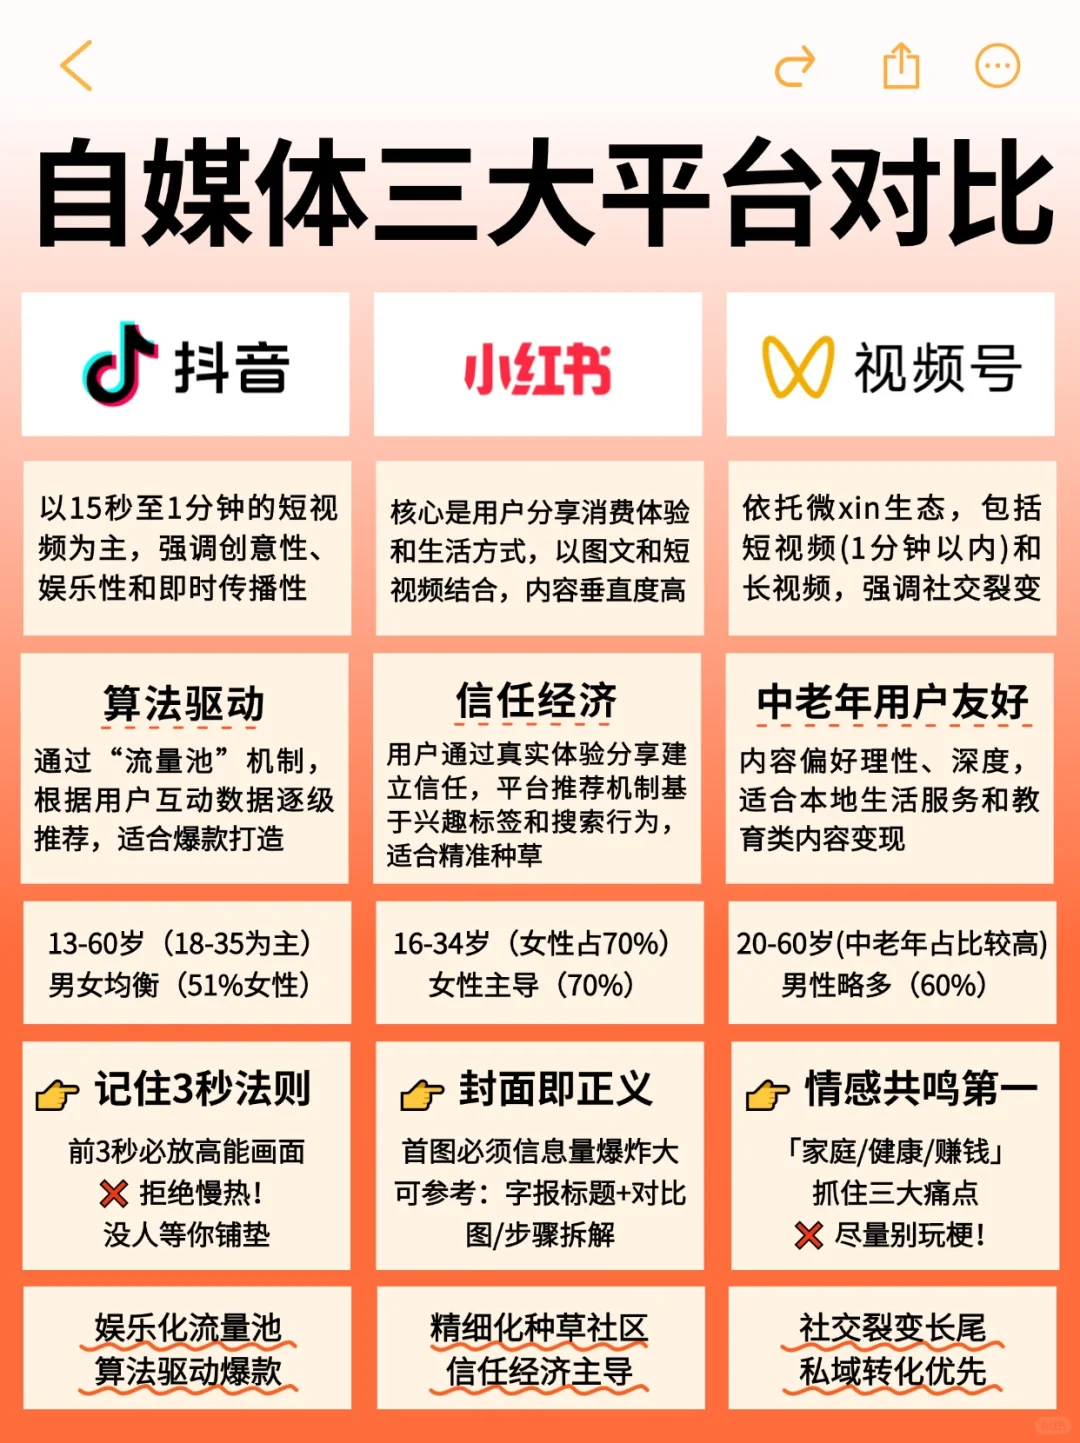 自媒体三大平台对比
抖音
小红书
视频号
以15秒至1分钟的短视
频为主，强调创意性、
娱乐性和即时传播性
核心是用户分享消费体验
和生活方式，以图文和短
视频结合，内容垂直度高
依托微xin生态，包括
短视频(1分钟以内)和
长视频，强调社交裂变
算法驱动
通过“流量池”机制，
根据用户互动数据逐级
推荐，适合爆款打造
信任经济
用户通过真实体验分享建
立信任，平台推荐机制基
于兴趣标签和搜索行为，
适合精准种草
中老年用户友好
内容偏好理性、深度，
适合本地生活服务和教
育类内容变现
13-60岁（18-35为主）
男女均衡（51%女性）
16-34岁（女性占70%）
女性主导（70%）
20-60岁(中老年占比较高)
男性略多（60%）
👉 记住3秒法则
前3秒必放高能画面
❌ 拒绝慢热！
没人等你铺垫
👉 封面即正义
首图必须信息量爆炸大
可参考：字报标题+对比
图/步骤拆解
👉 情感共鸣第一
「家庭/健康/赚钱」
抓住三大痛点
❌ 尽量别玩梗！
娱乐化流量池
算法驱动爆款
精细化种草社区
信任经济主导
社交裂变长尾
私域转化优先